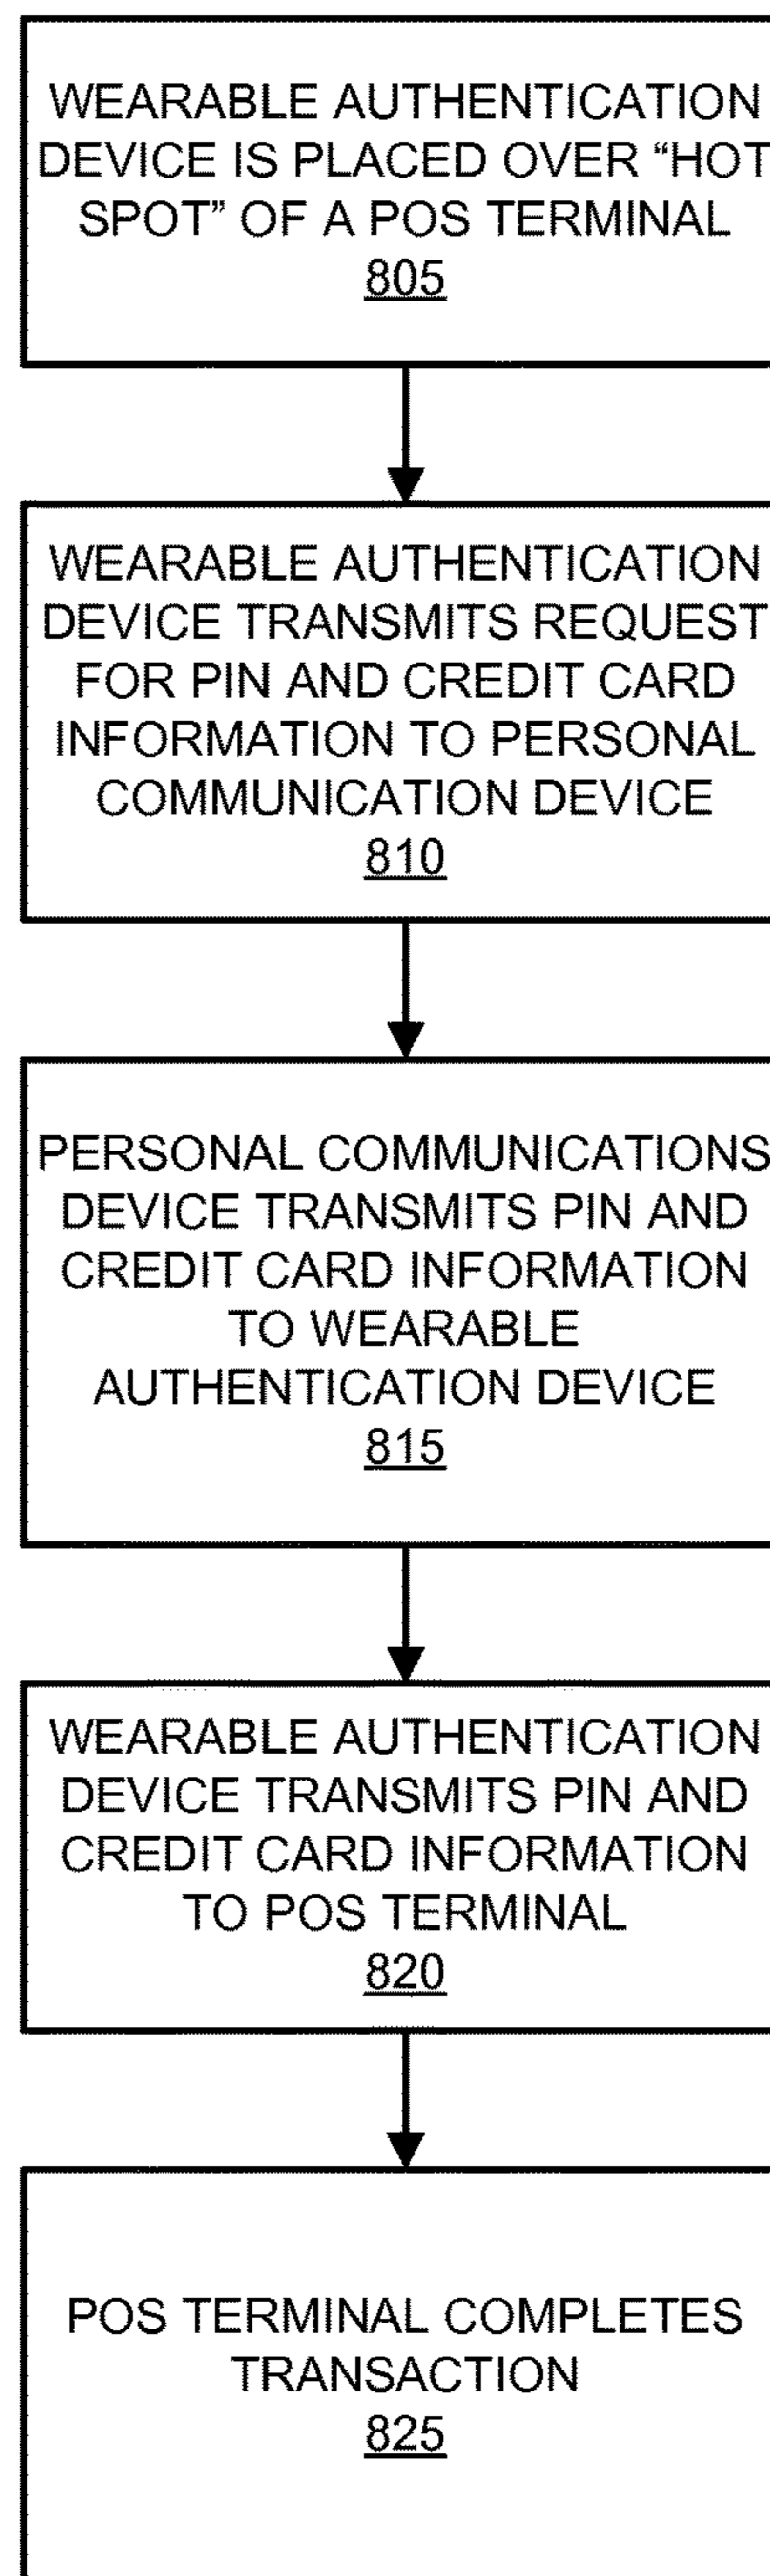 WEARABLE AUTHENTICATION
DEVICE IS PLACED OVER “HOT
SPOT” OF A POS TERMINAL
805
WEARABLE AUTHENTICATION
DEVICE TRANSMITS REQUEST
FOR PIN AND CREDIT CARD
INFORMATION TO PERSONAL
COMMUNICATION DEVICE
810
PERSONAL COMMUNICATIONS
DEVICE TRANSMITS PIN AND
CREDIT CARD INFORMATION
TO WEARABLE
AUTHENTICATION DEVICE
815
WEARABLE AUTHENTICATION
DEVICE TRANSMITS PIN AND
CREDIT CARD INFORMATION
TO POS TERMINAL
820
POS TERMINAL COMPLETES
TRANSACTION
825